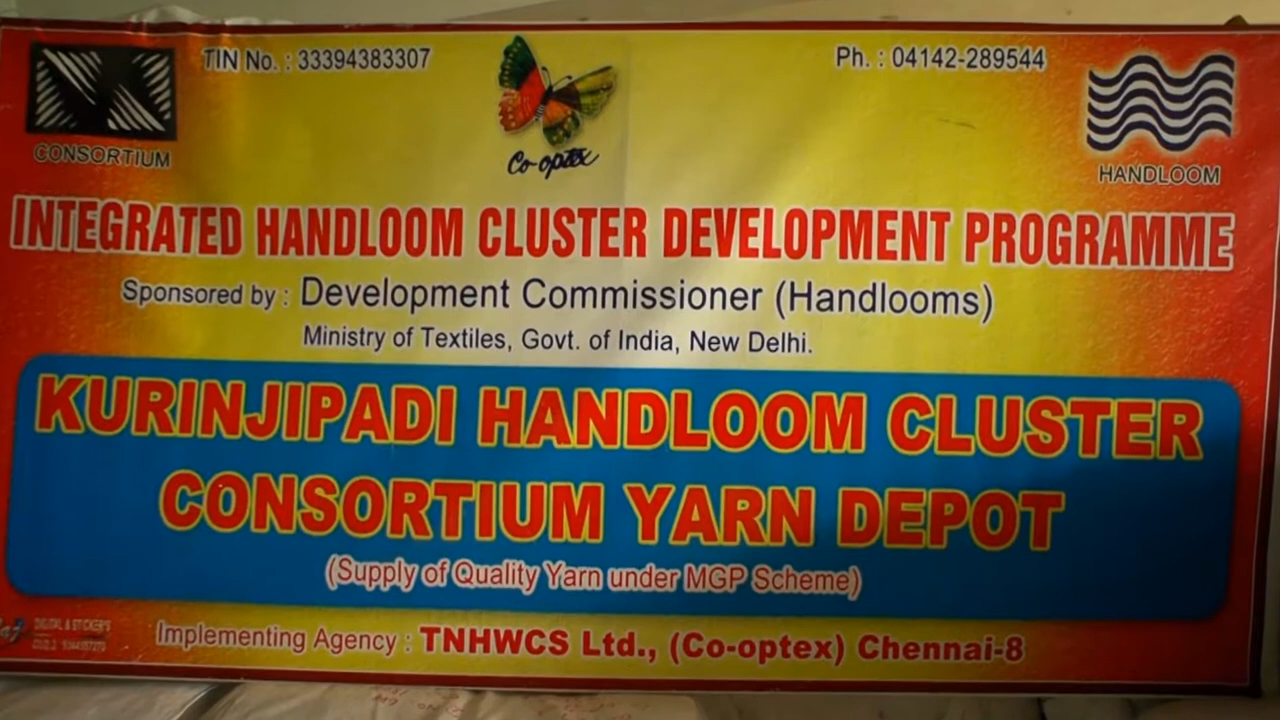 TIN No. : 33394383307
Ph. : 04142-289544
Co-optex
CONSORTIUM
HANDLOOM
INTEGRATED HANDLOOM CLUSTER DEVELOPMENT PROGRAMME
Sponsored by : Development Commissioner (Handlooms)
Ministry of Textiles, Govt. of India, New Delhi.
KURINJIPADI HANDLOOM CLUSTER
CONSORTIUM YARN DEPOT
(Supply of Quality Yarn under MGP Scheme)
DIGITAL & STICKERS
Implementing Agency : TNHWCS Ltd., (Co-optex) Chennai-8